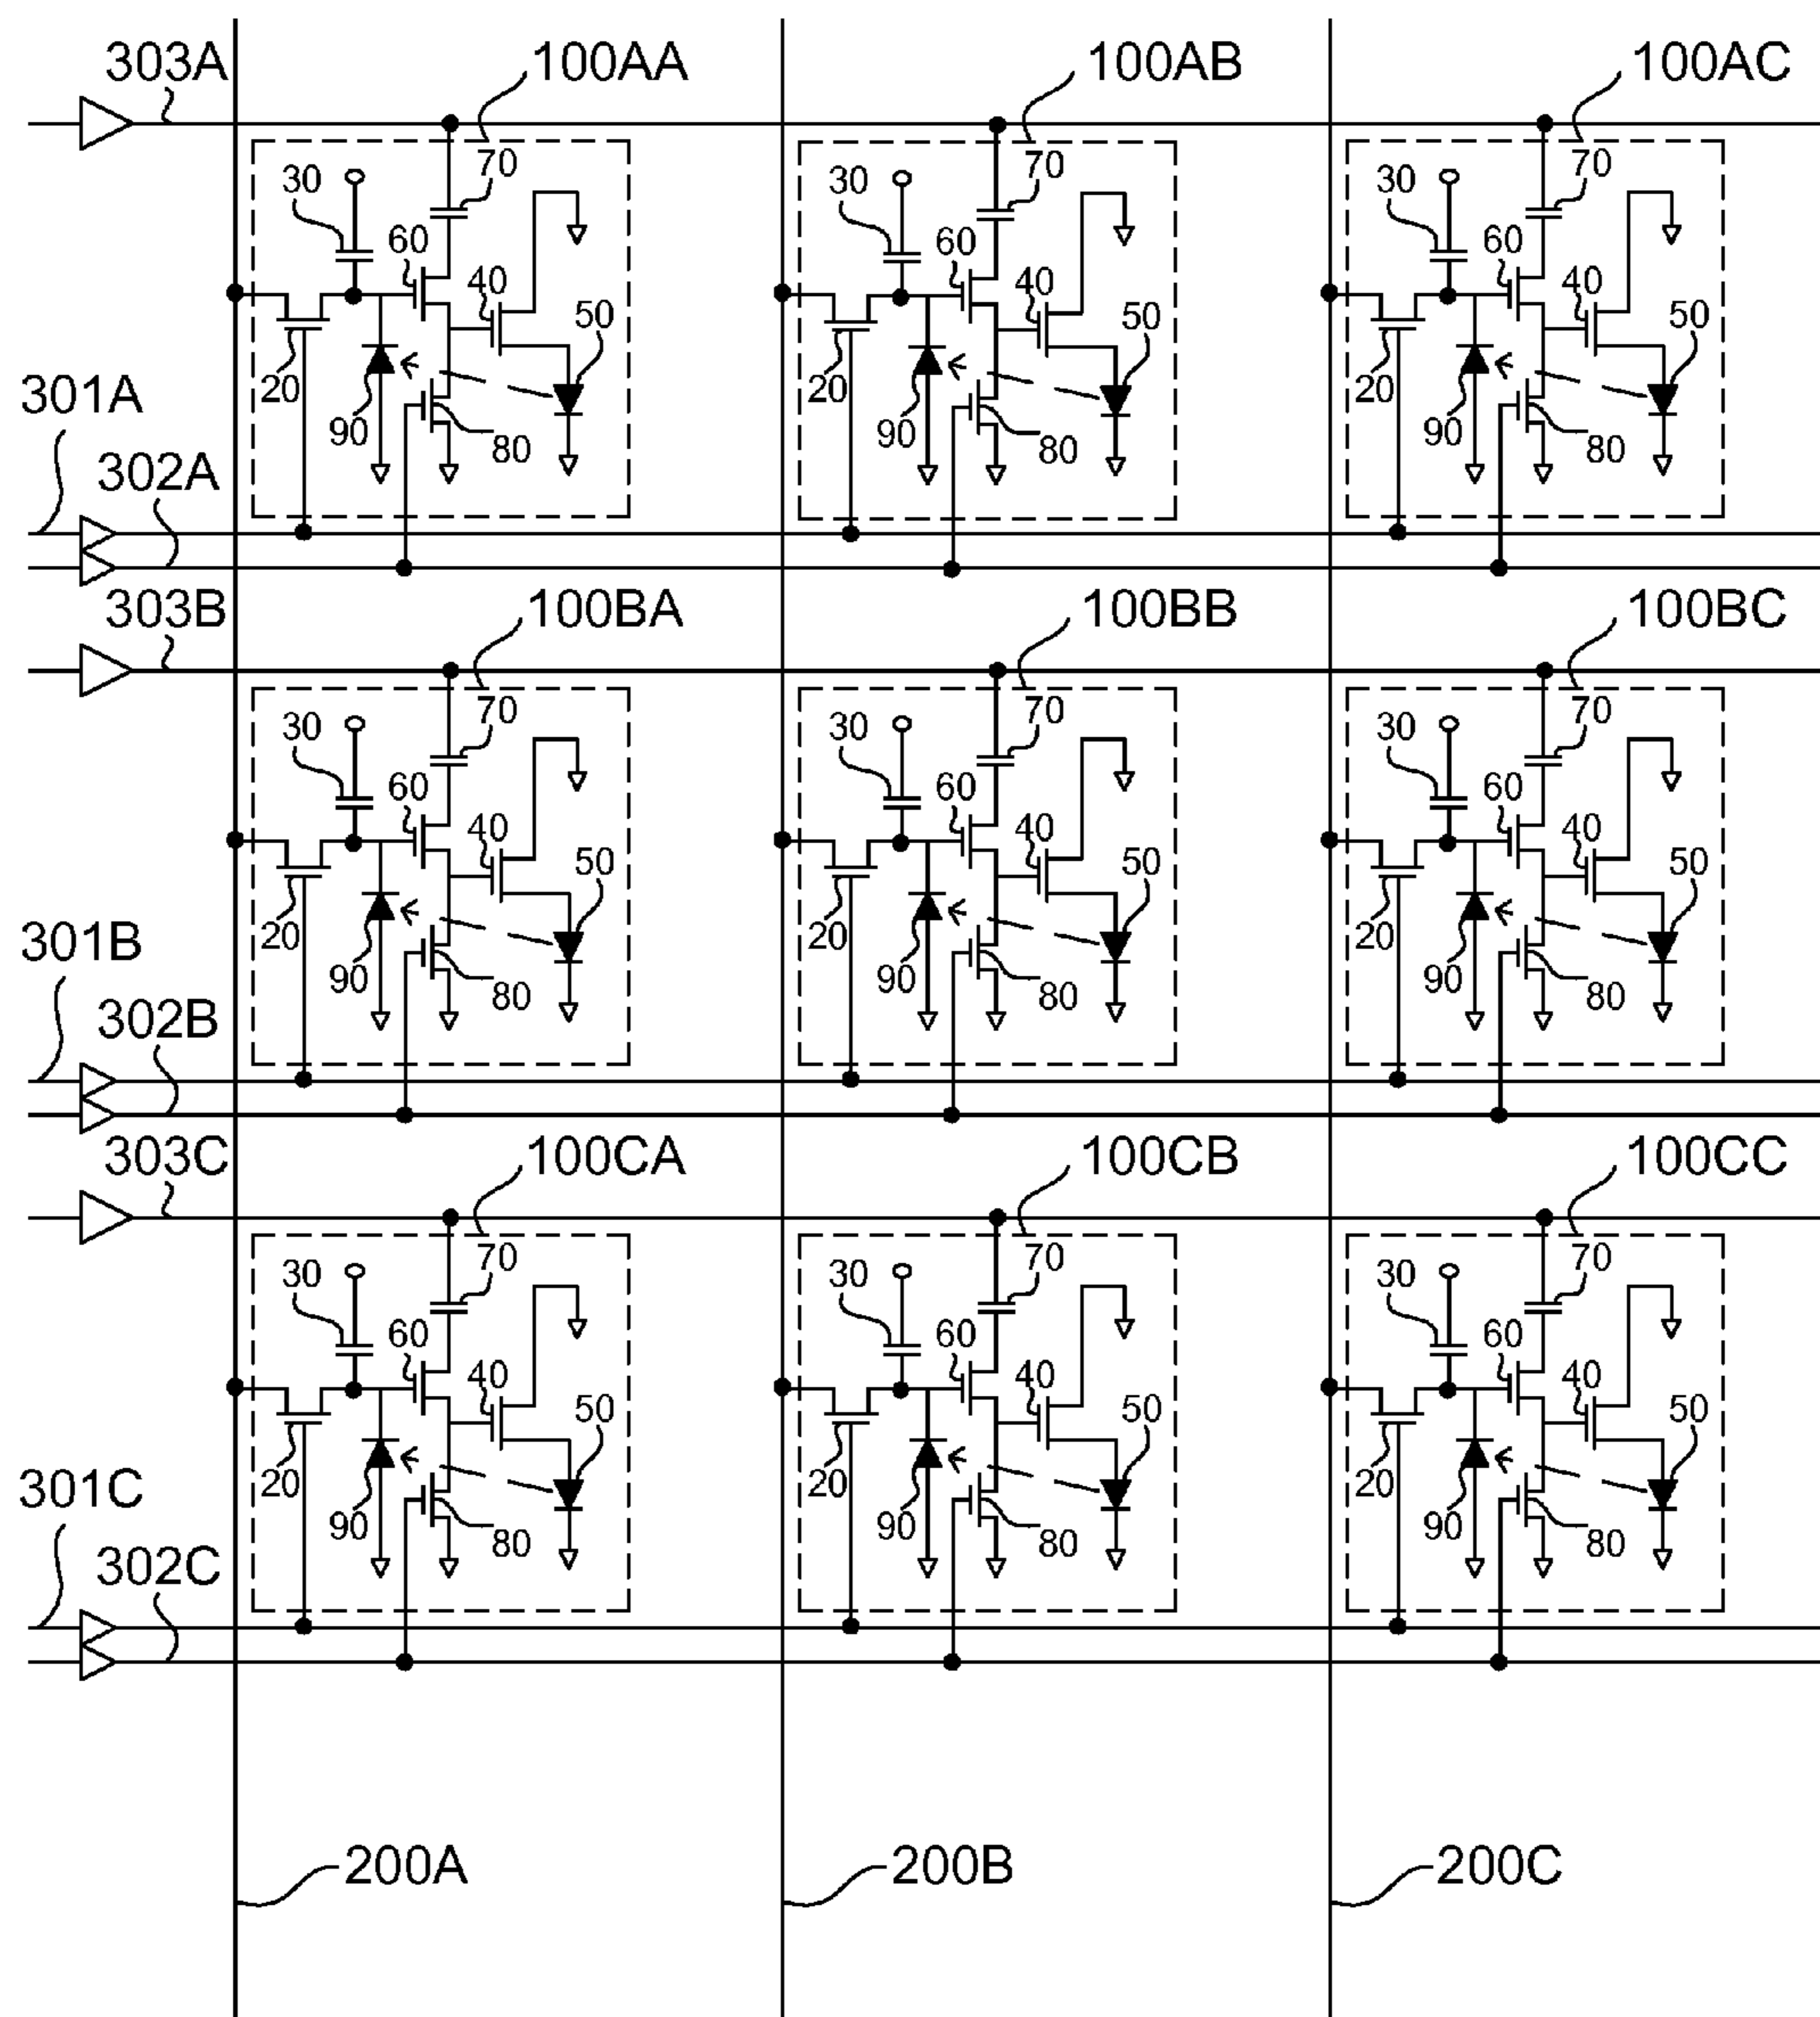 303A 100AA 100AB 100AC
30 70 30 70 30 70
60 40 60 40 60 40
50 50 50
20 20 20
301A 90 80 90 80 90 80
302A
303B 100BA 100BB 100BC
30 70 30 70 30 70
60 40 60 40 60 40
50 50 50
20 20 20
301B 90 80 90 80 90 80
302B
303C 100CA 100CB 100CC
30 70 30 70 30 70
60 40 60 40 60 40
50 50 50
20 20 20
301C 90 80 90 80 90 80
302C
200A 200B 200C